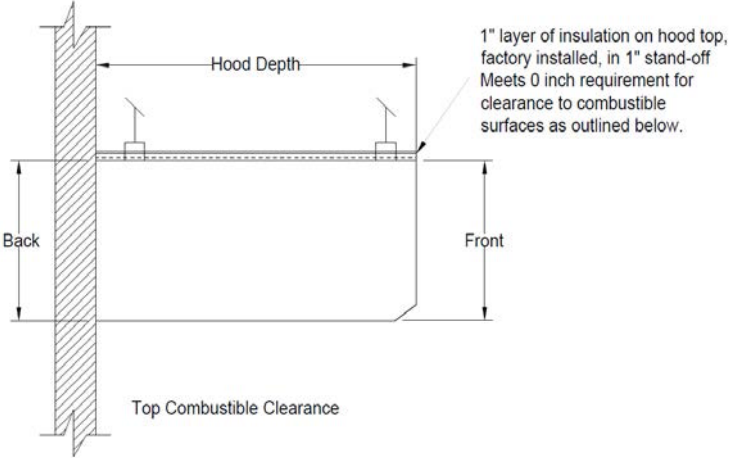 1" layer of insulation on hood top,
factory installed, in 1" stand-off
Meets 0 inch requirement for
clearance to combustible
surfaces as outlined below.
Hood Depth
Back
Front
Top Combustible Clearance